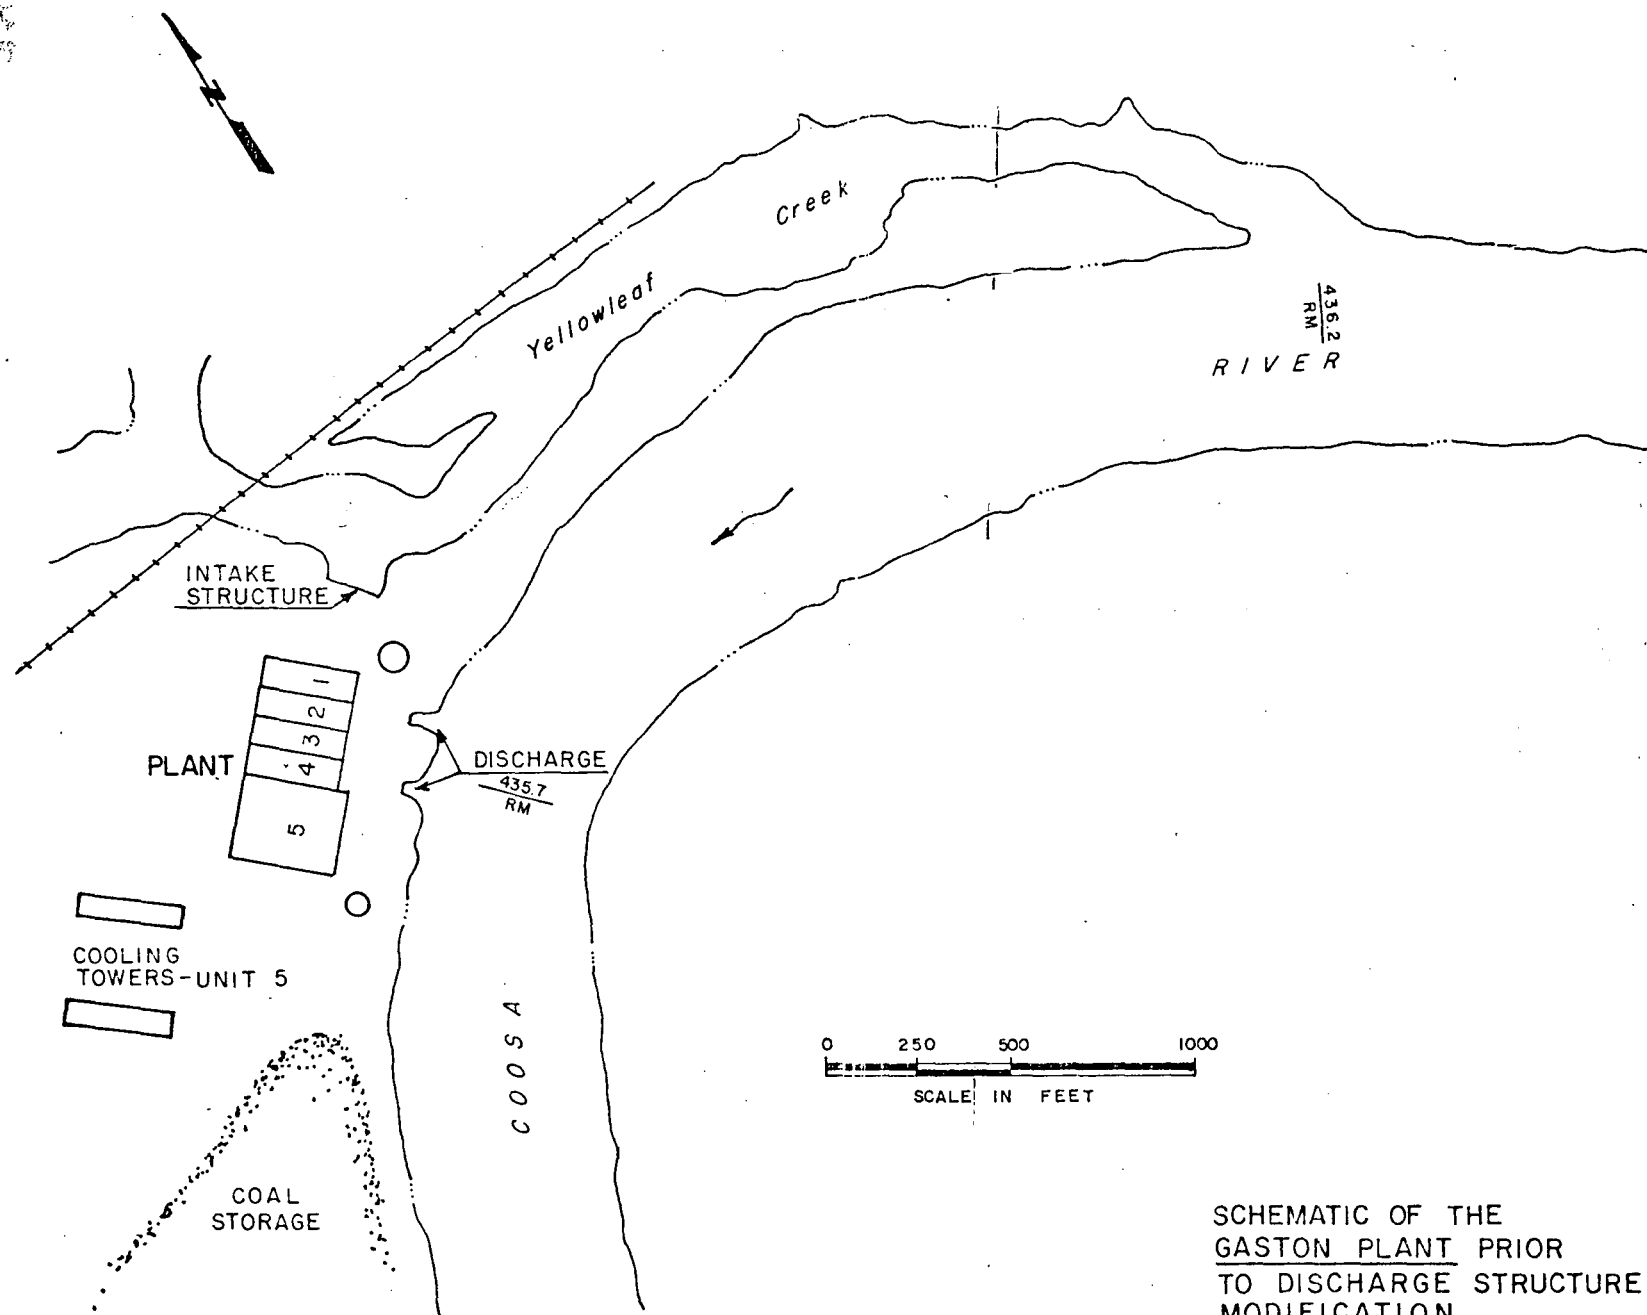 N
Creek
Yellowleaf
436.2
RM
RIVER
INTAKE
STRUCTURE
1
2
3
4
5
PLANT
DISCHARGE
435.7
RM
COOLING
TOWERS-UNIT 5
COOSA
0 250 500 1000
SCALE IN FEET
COAL
STORAGE
SCHEMATIC OF THE
GASTON PLANT PRIOR
TO DISCHARGE STRUCTURE
MODIFICATION